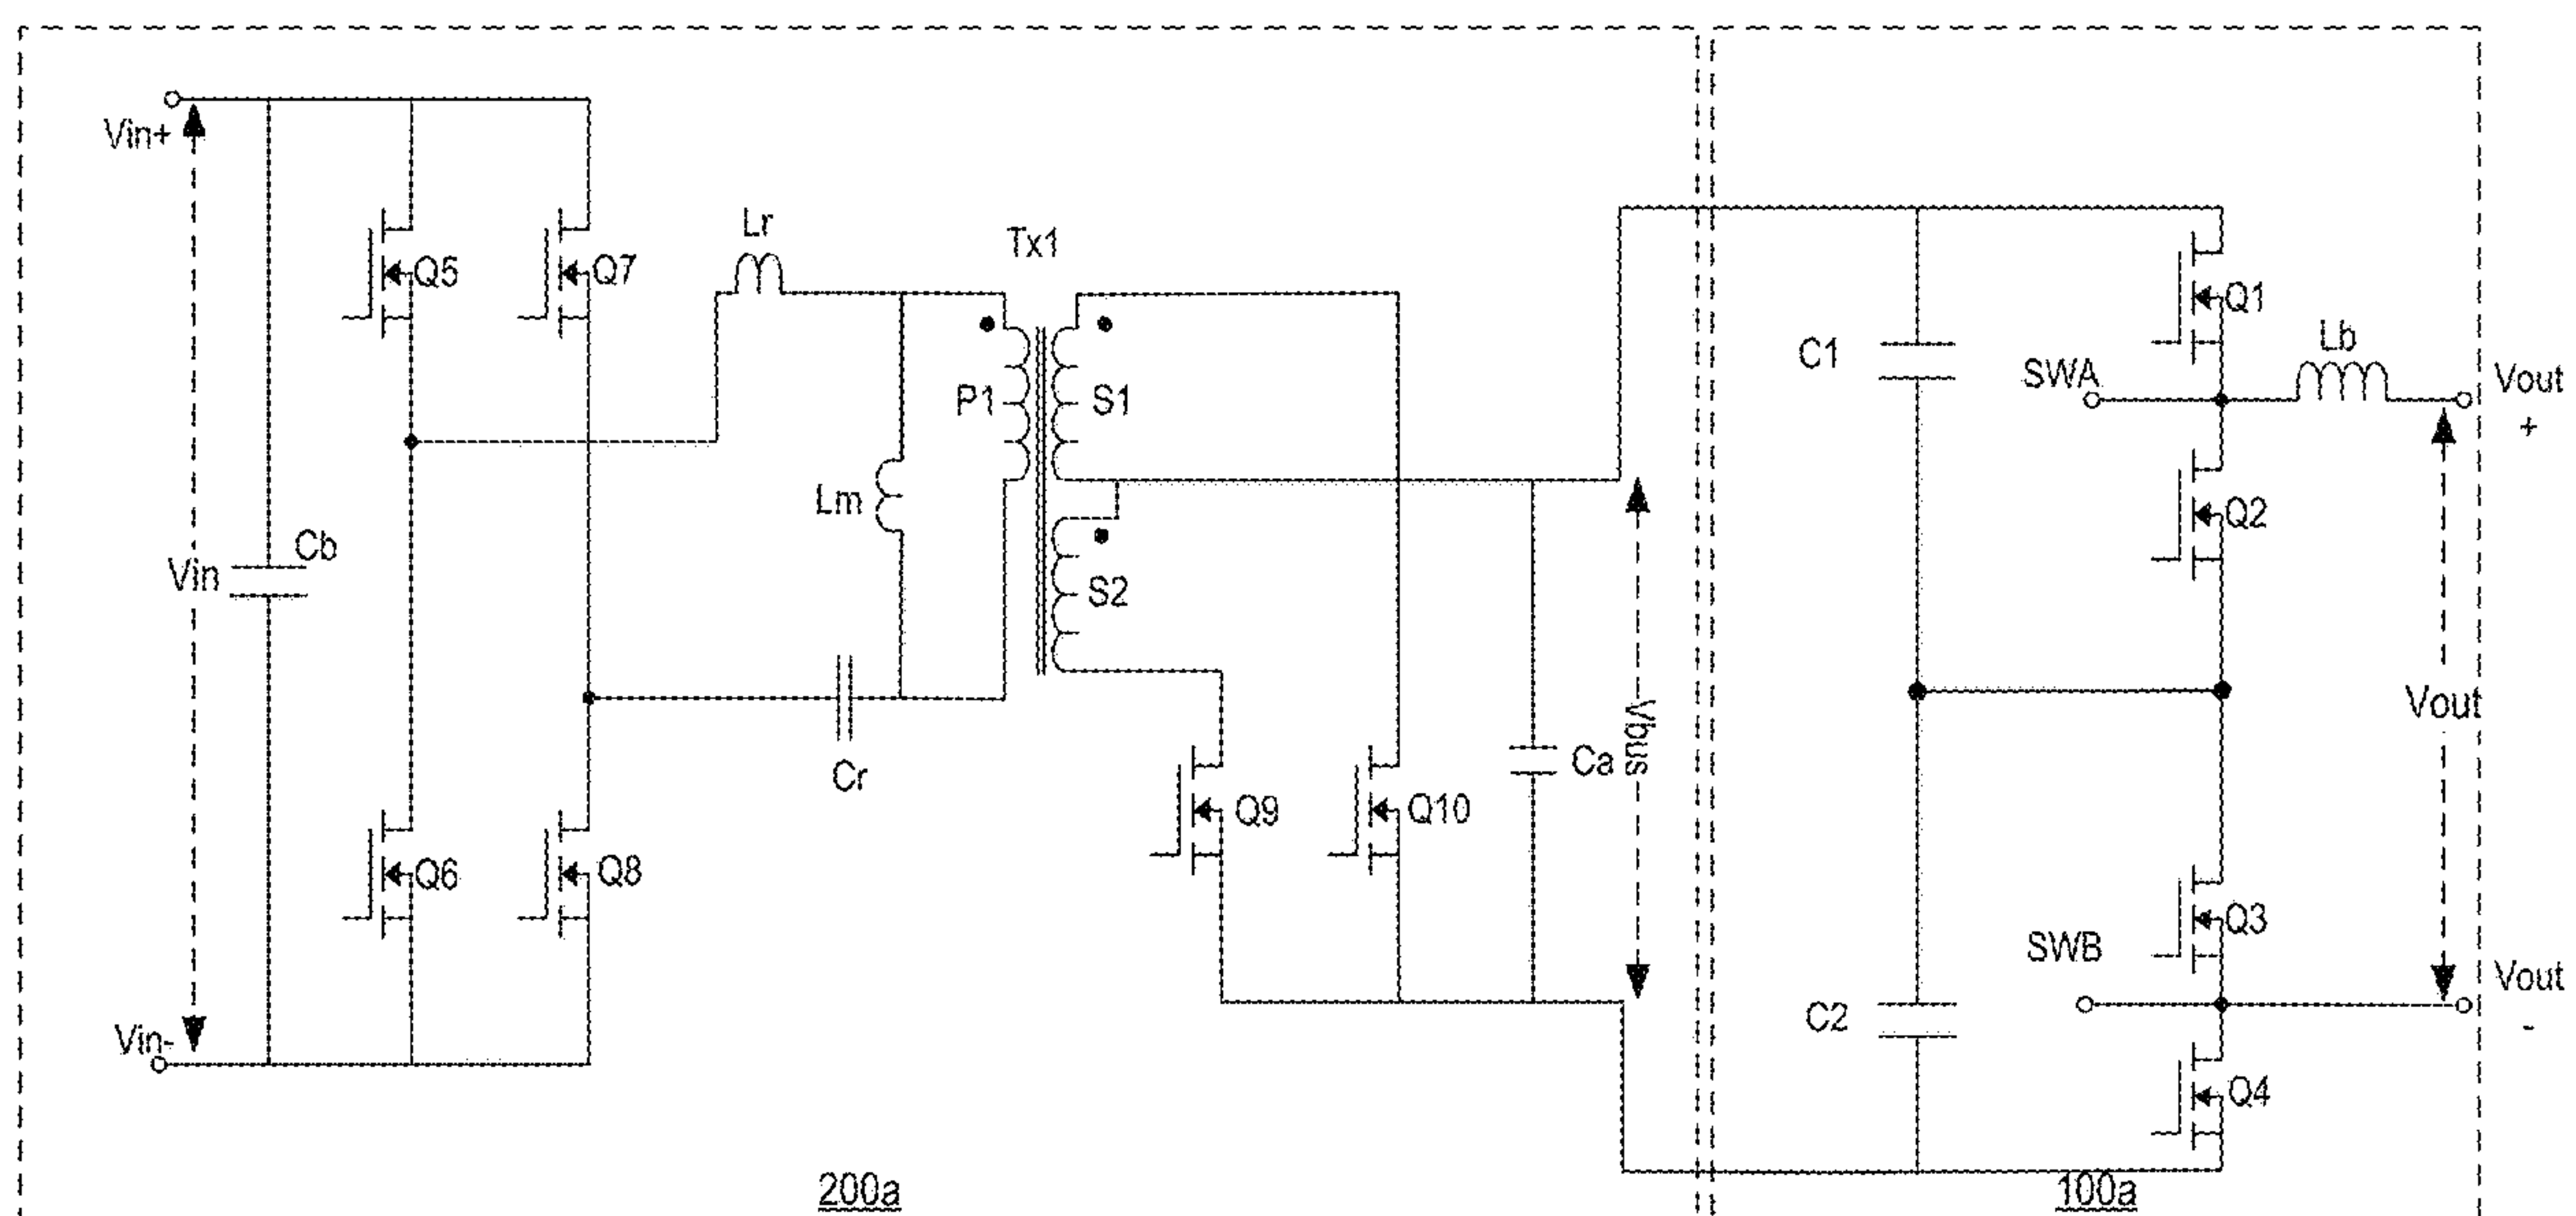 Vin+
Q5
Q7
Lr
Tx1
P1
S1
Lm
S2
Cb
Vin
Cr
Q9
Q10
Ca
Vbus
Q6
Q8
Vin-
200a
C1
SWA
Q1
Lb
Vout
+
Q2
Vout
Q3
SWB
C2
Vout
-
Q4
100a